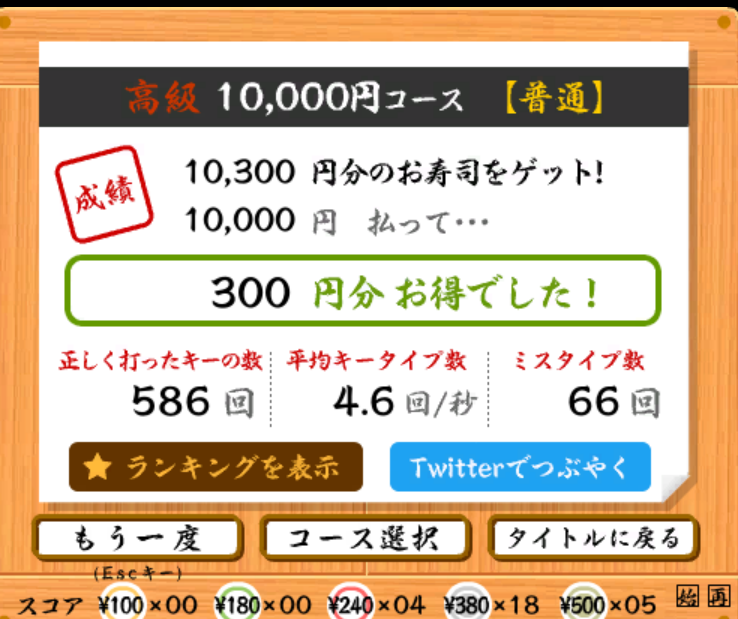 高級 10,000円コース 【普通】
成績
10,300 円分のお寿司をゲット!
10,000 円 払って…
300 円分 お得でした！
正しく打ったキーの数 平均キータイプ数 ミスタイプ数
586 回 4.6 回/秒 66 回
★ ランキングを表示 Twitterでつぶやく
もう一度 コース選択 タイトルに戻る
(Escキー)
スコア ¥100×00 ¥180×00 ¥240×04 ¥380×18 ¥500×05 始 再